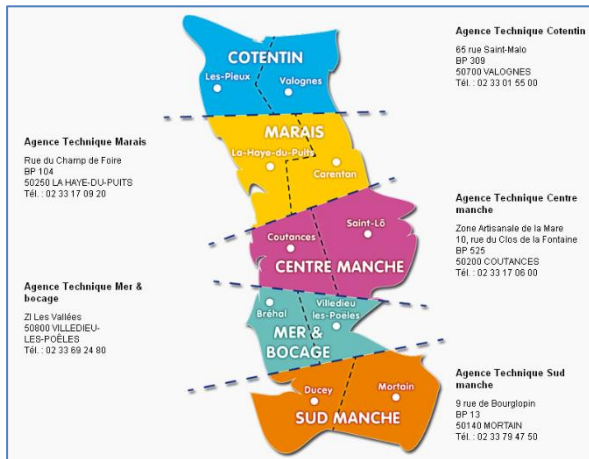 COTENTIN
Les-Pieux
Valognes
Agence Technique Cotentin
65 rue Saint-Malo
BP 309
50700 VALOGNES
Tél. : 02 33 01 55 00
MARAIS
La-Haye-du-Puits
Carentan
Agence Technique Marais
Rue du Champ de Foire
BP 104
50250 LA HAYE-DU-PUITS
Tél. : 02 33 17 09 20
Saint-Lô
Coutances
CENTRE MANCHE
Agence Technique Centre
manche
Zone Artisanale de la Mare
10, rue du Clos de la Fontaine
BP 525
50200 COUTANCES
Tél. : 02 33 17 06 00
Bréhal
Villedieu
les-Poëles
MER &
BOCAGE
Agence Technique Mer &
bocage
ZI Les Vallées
50800 VILLEDIEU-
LES-POÊLES
Tél. : 02 33 69 24 80
Ducey
Mortain
SUD MANCHE
Agence Technique Sud
manche
9 rue de Bourglopin
BP 13
50140 MORTAIN
Tél. : 02 33 79 47 50